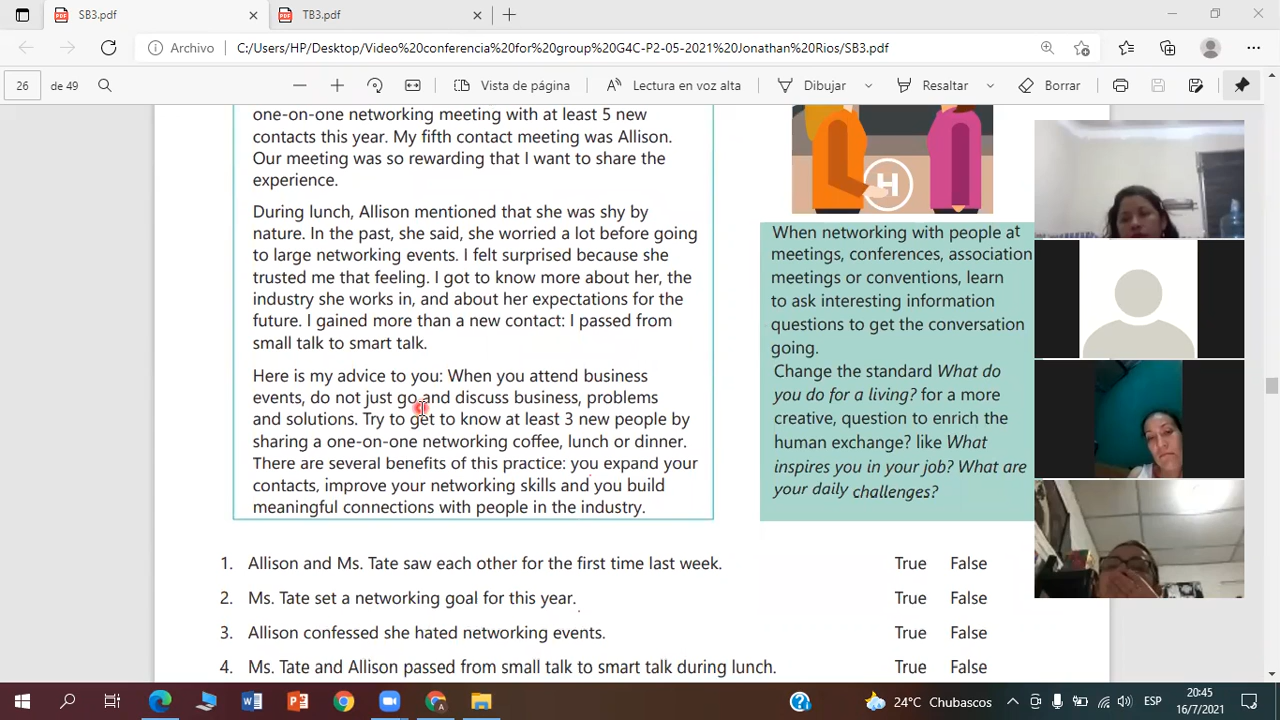 SB3.pdf
TB3.pdf
Archivo
C:/Users/HP/Desktop/Video%20conferencia%20for%20group%20G4C-P2-05-2021%20Jonathan%20Rios/SB3.pdf
26
de 49
Vista de página
Lectura en voz alta
Dibujar
Resaltar
Borrar
one-on-one networking meeting with at least 5 new
contacts this year. My fifth contact meeting was Allison.
Our meeting was so rewarding that I want to share the
experience.
During lunch, Allison mentioned that she was shy by
nature. In the past, she said, she worried a lot before going
to large networking events. I felt surprised because she
trusted me that feeling. I got to know more about her, the
industry she works in, and about her expectations for the
future. I gained more than a new contact: I passed from
small talk to smart talk.
Here is my advice to you: When you attend business
events, do not just go and discuss business, problems
and solutions. Try to get to know at least 3 new people by
sharing a one-on-one networking coffee, lunch or dinner.
There are several benefits of this practice: you expand your
contacts, improve your networking skills and you build
meaningful connections with people in the industry.
H
When networking with people at
meetings, conferences, association
meetings or conventions, learn
to ask interesting information
questions to get the conversation
going.
Change the standard What do
you do for a living? for a more
creative, question to enrich the
human exchange? like What
inspires you in your job? What are
your daily challenges?
1. Allison and Ms. Tate saw each other for the first time last week. True False
2. Ms. Tate set a networking goal for this year. True False
3. Allison confessed she hated networking events. True False
4. Ms. Tate and Allison passed from small talk to smart talk during lunch. True False
24°C Chubascos
ESP
20:45
16/7/2021